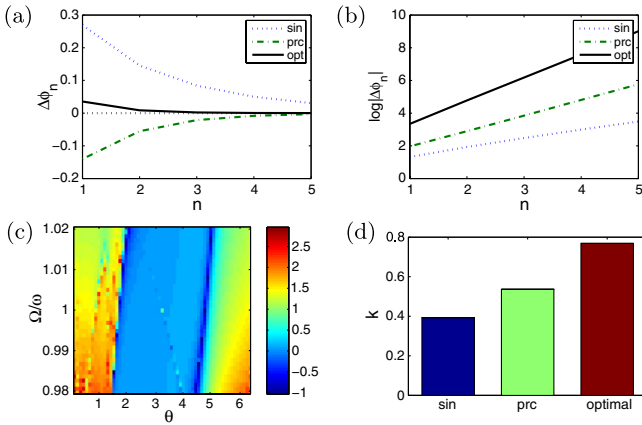 (a)
0.3
0.2
0.1
0
−0.1
−0.2
Δϕn
1 2 3 4 5
n
sin
prc
opt
(b)
10
8
6
4
2
0
log|Δϕn|
1 2 3 4 5
n
sin
prc
opt
(c)
1.02
1.01
1
0.99
0.98
Ω/ω
1 2 3 4 5 6
θ
2.5
2
1.5
1
0.5
0
−0.5
−1
(d)
0.8
0.6
0.4
0.2
0
k
sin prc optimal